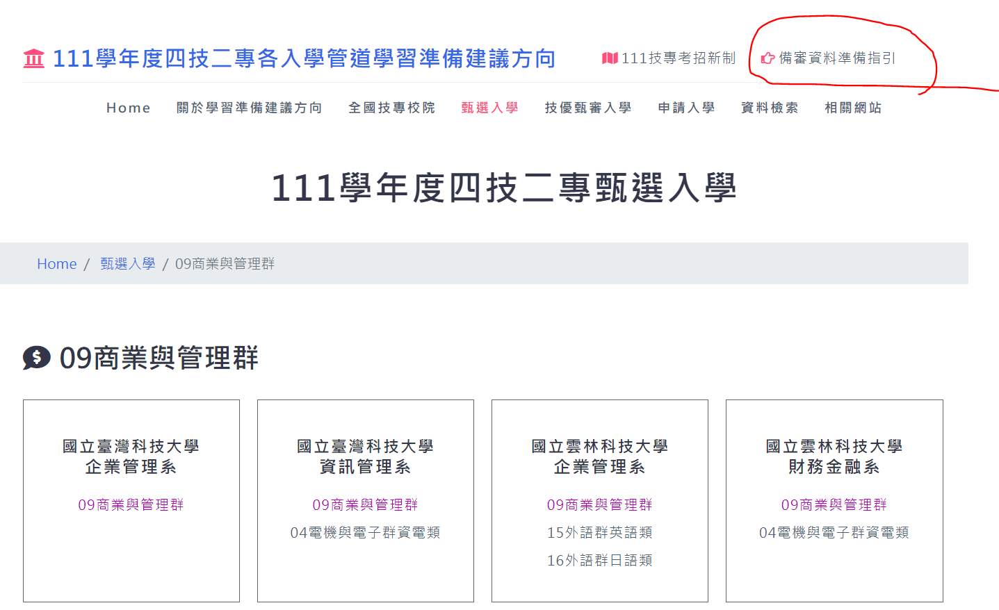 111學年度四技二專各入學管道學習準備建議方向
111技專考招新制
備審資料準備指引
Home
關於學習準備建議方向
全國技專校院
甄選入學
技優甄審入學
申請入學
資料檢索
相關網站
111學年度四技二專甄選入學
Home / 甄選入學 / 09商業與管理群
09商業與管理群
國立臺灣科技大學
企業管理系
09商業與管理群
國立臺灣科技大學
資訊管理系
09商業與管理群
04電機與電子群資電類
國立雲林科技大學
企業管理系
09商業與管理群
15外語群英語類
16外語群日語類
國立雲林科技大學
財務金融系
09商業與管理群
04電機與電子群資電類